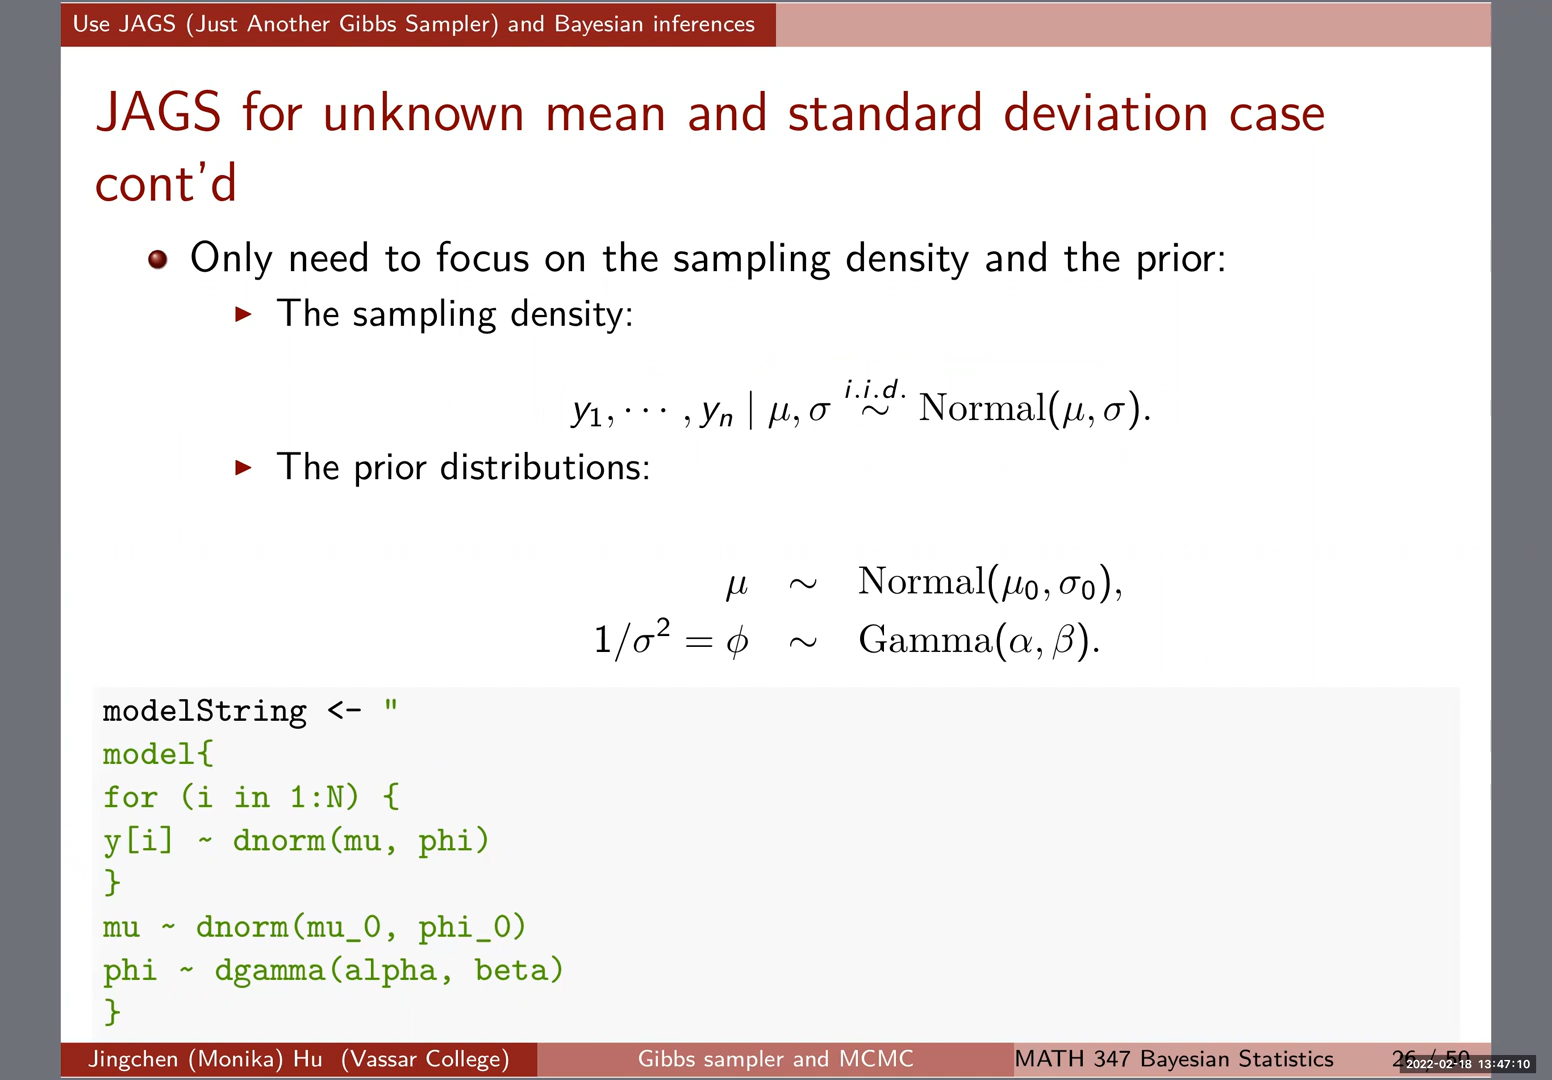 Use JAGS (Just Another Gibbs Sampler) and Bayesian inferences
JAGS for unknown mean and standard deviation case
cont'd
Only need to focus on the sampling density and the prior:
The sampling density:
y₁, ⋯ , yₙ | μ, σ i.i.d. ∼ Normal(μ, σ).
The prior distributions:
μ ∼ Normal(μ₀, σ₀),
1/σ² = φ ∼ Gamma(α, β).
modelString <- "
model{
for (i in 1:N) {
y[i] ~ dnorm(mu, phi)
}
mu ~ dnorm(mu_0, phi_0)
phi ~ dgamma(alpha, beta)
}
Jingchen (Monika) Hu (Vassar College) Gibbs sampler and MCMC MATH 347 Bayesian Statistics 26 / 50
2022-02-18 13:47:10